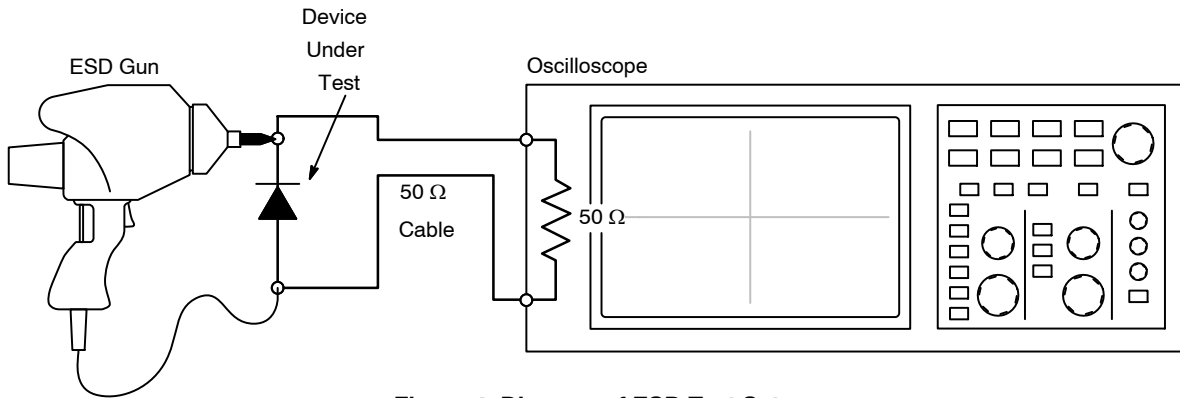 Device
Under
Test
ESD Gun
Oscilloscope
50 Ω
Cable
50 Ω